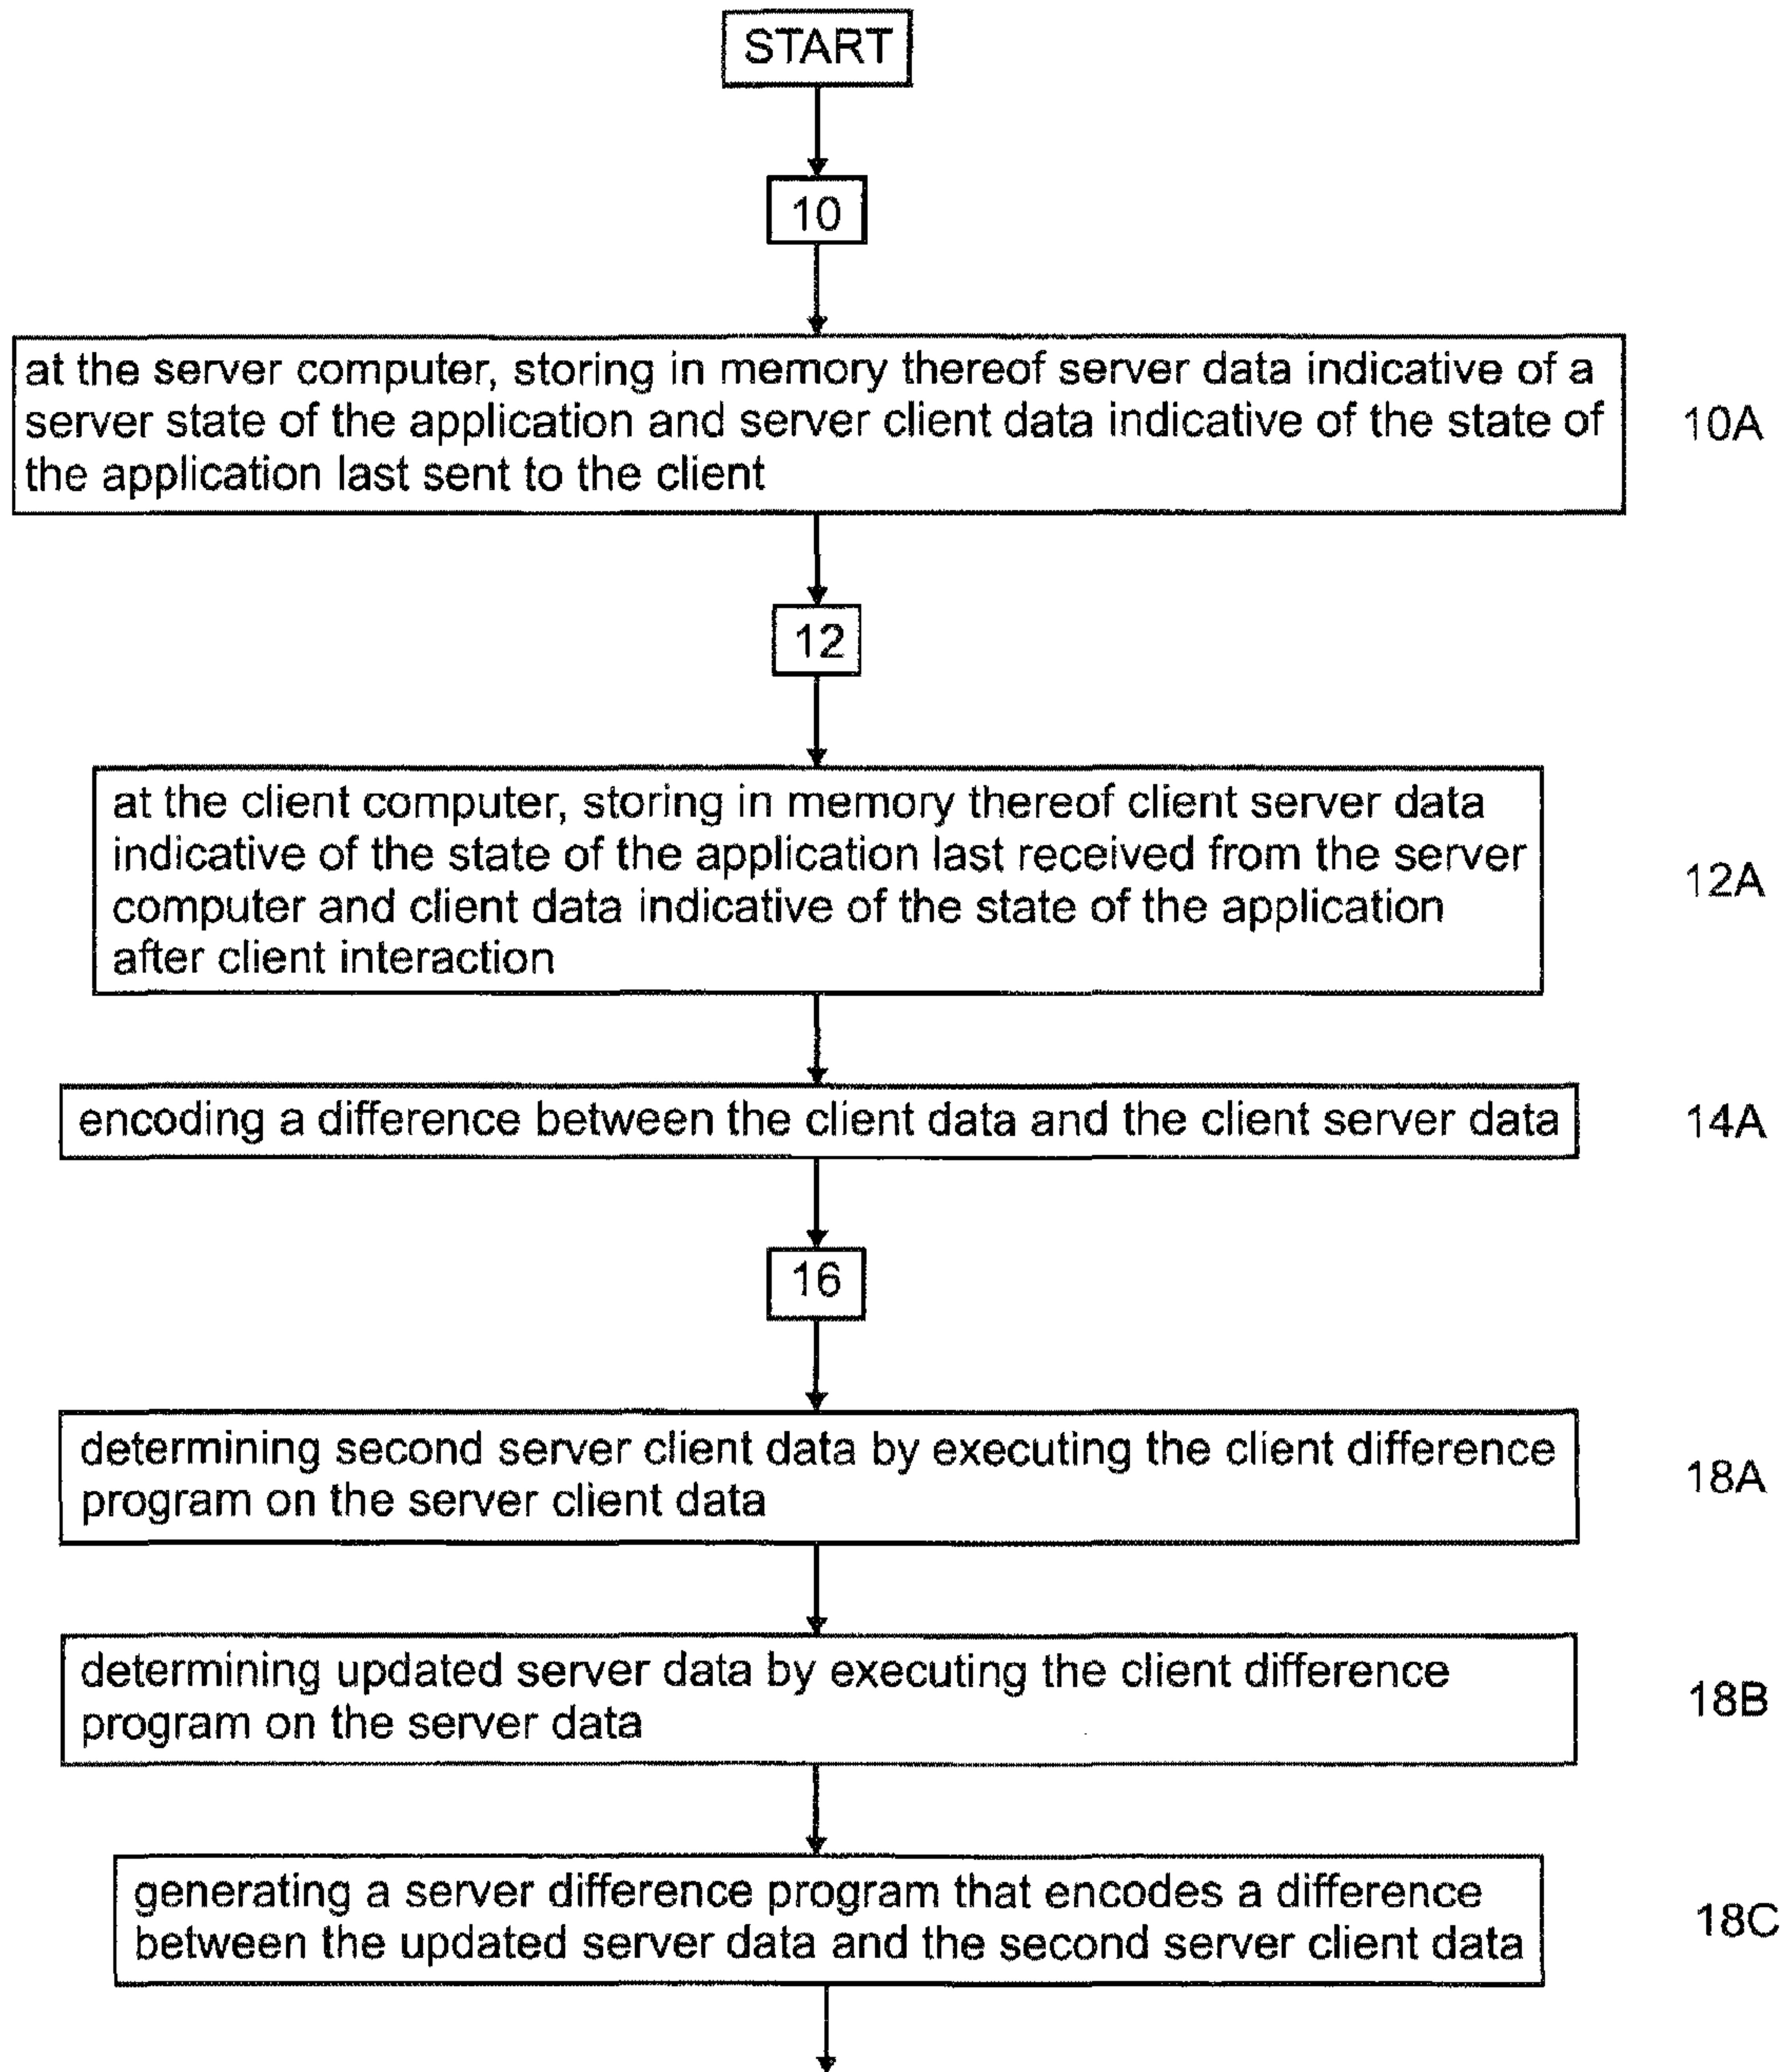 START
10
at the server computer, storing in memory thereof server data indicative of a
server state of the application and server client data indicative of the state of
the application last sent to the client
10A
12
at the client computer, storing in memory thereof client server data
indicative of the state of the application last received from the server
computer and client data indicative of the state of the application
after client interaction
12A
encoding a difference between the client data and the client server data
14A
16
determining second server client data by executing the client difference
program on the server client data
18A
determining updated server data by executing the client difference
program on the server data
18B
generating a server difference program that encodes a difference
between the updated server data and the second server client data
18C